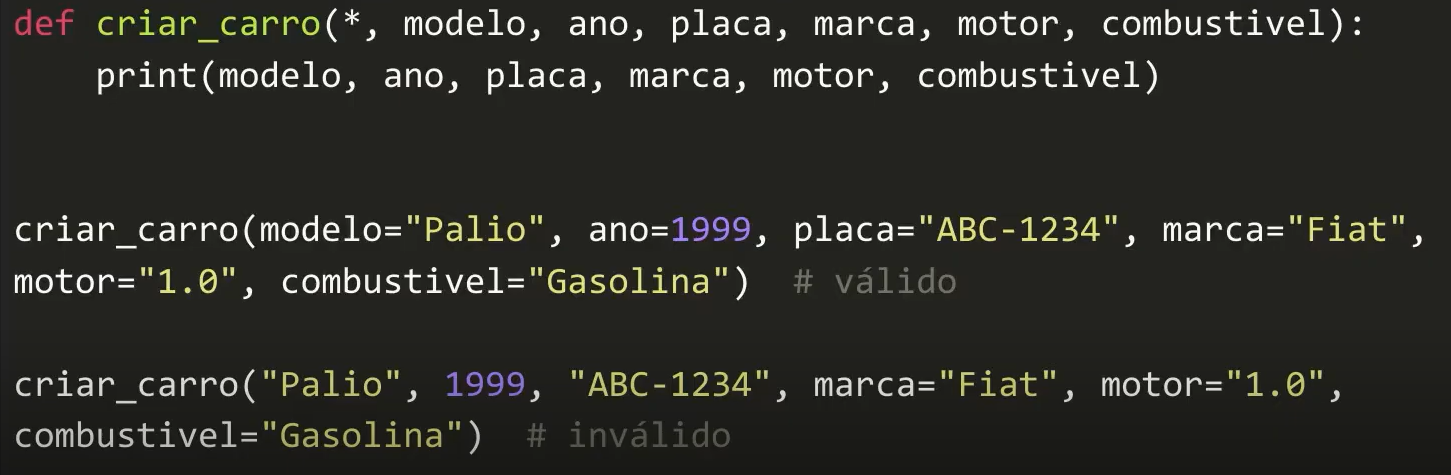 def criar_carro(*, modelo, ano, placa, marca, motor, combustivel):
    print(modelo, ano, placa, marca, motor, combustivel)
criar_carro(modelo="Palio", ano=1999, placa="ABC-1234", marca="Fiat",
motor="1.0", combustivel="Gasolina")  # válido
criar_carro("Palio", 1999, "ABC-1234", marca="Fiat", motor="1.0",
combustivel="Gasolina")  # inválido